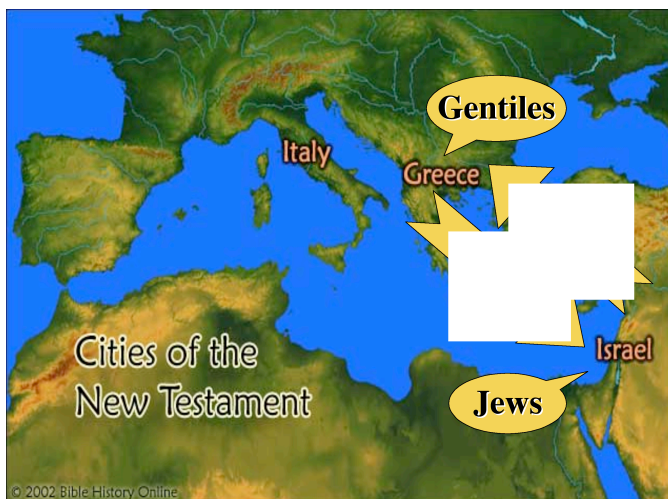 Gentiles
Italy
Greece
Israel
Cities of the
New Testament
Jews
© 2002 Bible History Online